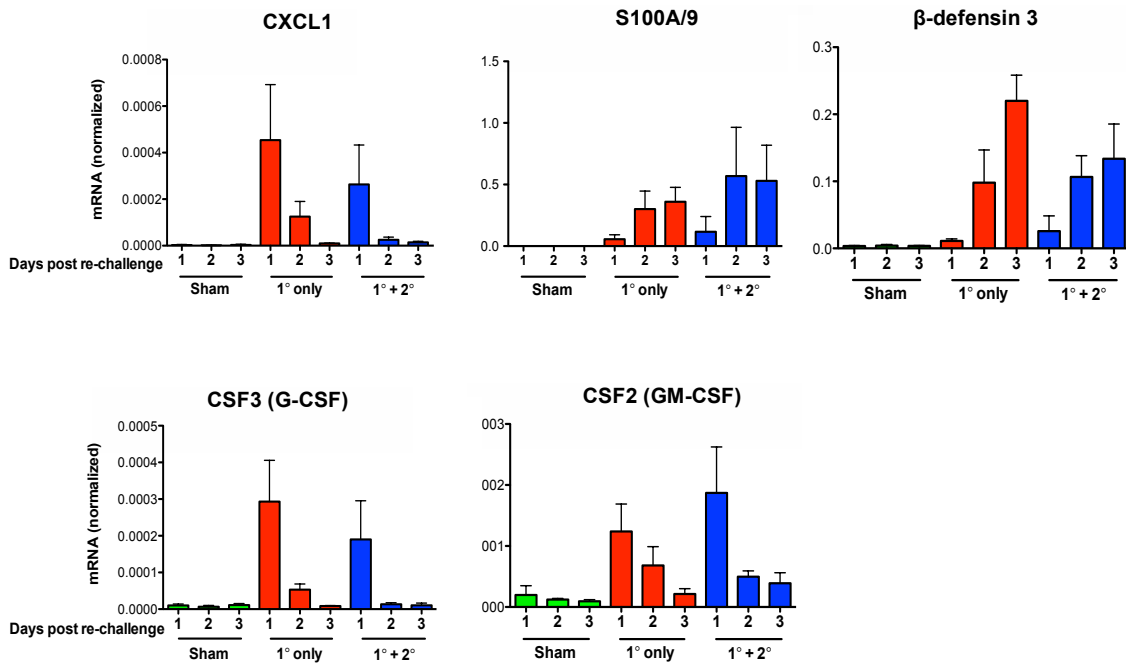 CXCL1
mRNA (normalized)
0.0008
0.0006
0.0004
0.0002
0.0000
Days post re-challenge
1 2 3 1 2 3 1 2 3
Sham 1° only 1° + 2°
S100A/9
1.5
1.0
0.5
0.0
1 2 3 1 2 3 1 2 3
Sham 1° only 1° + 2°
β-defensin 3
0.3
0.2
0.1
0.0
1 2 3 1 2 3 1 2 3
Sham 1° only 1° + 2°
CSF3 (G-CSF)
mRNA (normalized)
0.0005
0.0004
0.0003
0.0002
0.0001
0.0000
Days post re-challenge
1 2 3 1 2 3 1 2 3
Sham 1° only 1° + 2°
CSF2 (GM-CSF)
003
002
001
000
1 2 3 1 2 3 1 2 3
Sham 1° only 1° + 2°